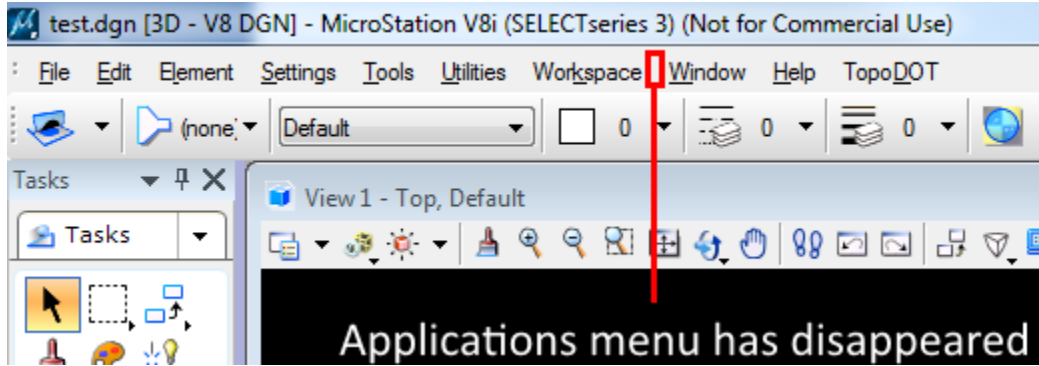 test.dgn [3D - V8 DGN] - MicroStation V8i (SELECTseries 3) (Not for Commercial Use)
File Edit Element Settings Tools Utilities Workspace Window Help TopoDOT
(none) Default 0 0 0
Tasks
View 1 - Top, Default
Tasks
Applications menu has disappeared